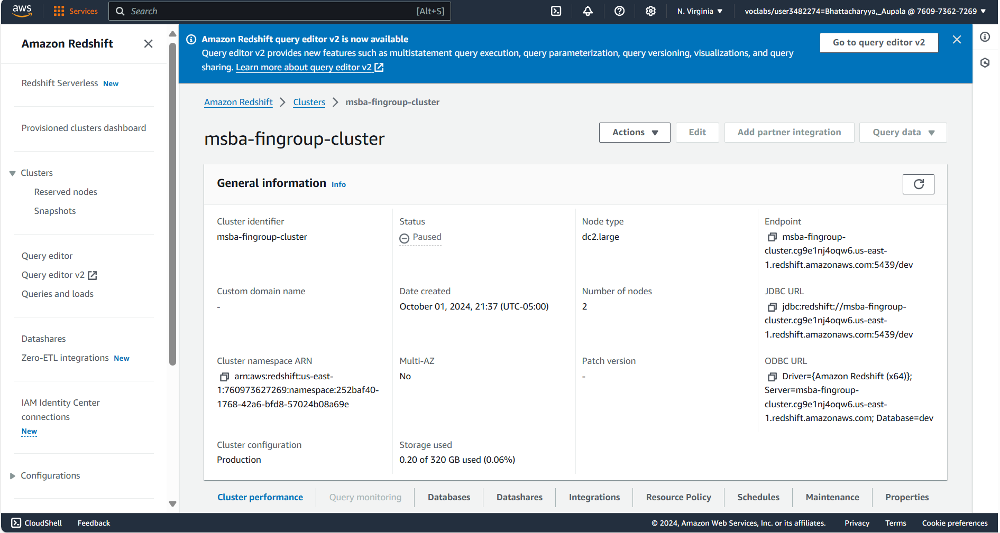 aws
Services
Search
[Alt+S]
N. Virginia
voclabs/user3482274=Bhattacharyya,_Aupala @ 7609-7362-7269
Amazon Redshift
Redshift Serverless New
Provisioned clusters dashboard
Clusters
Reserved nodes
Snapshots
Query editor
Query editor v2
Queries and loads
Datashares
Zero-ETL integrations New
IAM Identity Center
connections
New
Configurations
Amazon Redshift query editor v2 is now available
Query editor v2 provides new features such as multistatement query execution, query parameterization, query versioning, visualizations, and query
sharing. Learn more about query editor v2
Go to query editor v2
Amazon Redshift
Clusters
msba-fingroup-cluster
msba-fingroup-cluster
Actions
Edit
Add partner integration
Query data
General information Info
Cluster identifier
msba-fingroup-cluster
Status
Paused
Node type
dc2.large
Endpoint
msba-fingroup-
cluster.cg9e1nj4oqw6.us-east-
1.redshift.amazonaws.com:5439/dev
Custom domain name
-
Date created
October 01, 2024, 21:37 (UTC-05:00)
Number of nodes
2
JDBC URL
jdbc:redshift://msba-fingroup-
cluster.cg9e1nj4oqw6.us-east-
1.redshift.amazonaws.com:5439/dev
Cluster namespace ARN
arn:aws:redshift:us-east-
1:760973627269:namespace:252baf40-
1768-42a6-bfd8-57024b08a69e
Multi-AZ
No
Patch version
-
ODBC URL
Driver={Amazon Redshift (x64)};
Server=msba-fingroup-
cluster.cg9e1nj4oqw6.us-east-
1.redshift.amazonaws.com; Database=dev
Cluster configuration
Production
Storage used
0.20 of 320 GB used (0.06%)
Cluster performance
Query monitoring
Databases
Datashares
Integrations
Resource Policy
Schedules
Maintenance
Properties
CloudShell
Feedback
© 2024, Amazon Web Services, Inc. or its affiliates.
Privacy
Terms
Cookie preferences